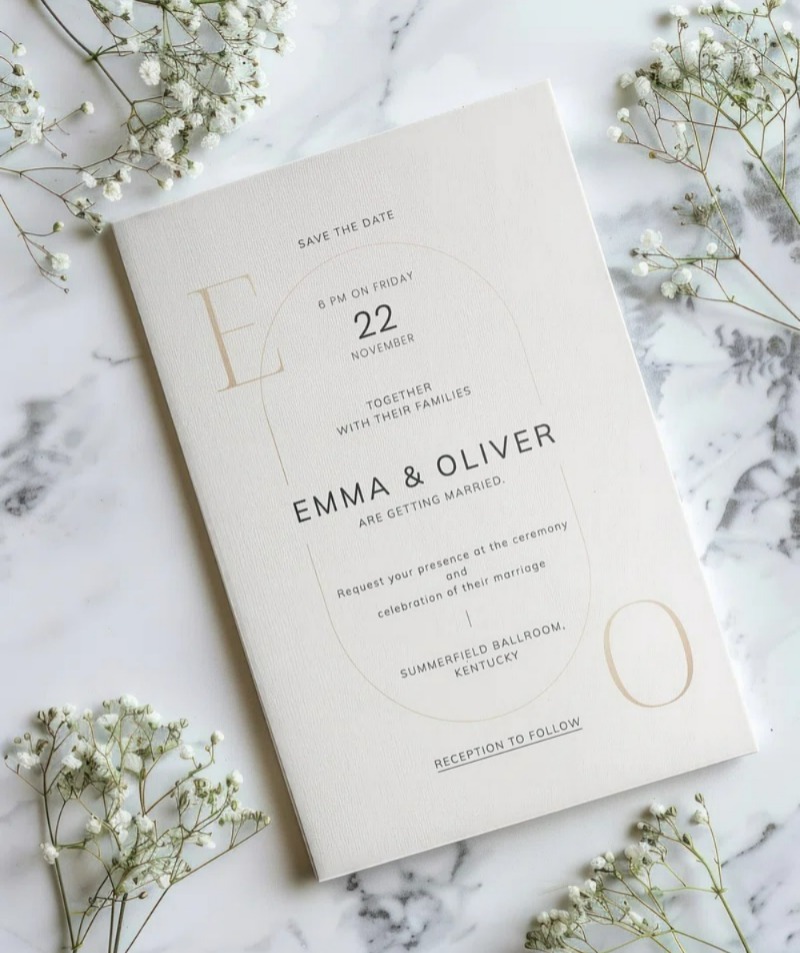 SAVE THE DATE
E
6 PM ON FRIDAY
22
NOVEMBER
TOGETHER
WITH THEIR FAMILIES
EMMA & OLIVER
ARE GETTING MARRIED.
Request your presence at the ceremony
and
celebration of their marriage
SUMMERFIELD BALLROOM,
KENTUCKY
O
RECEPTION TO FOLLOW